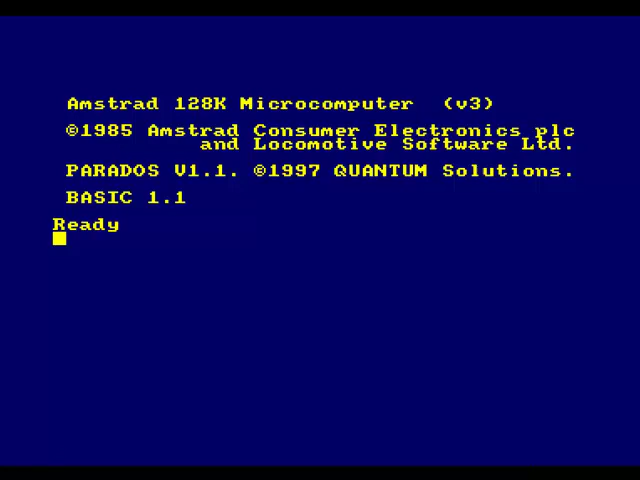 Amstrad 128K Microcomputer (v3)
©1985 Amstrad Consumer Electronics plc
and Locomotive Software Ltd.
PARADOS V1.1. ©1997 QUANTUM Solutions.
BASIC 1.1
Ready